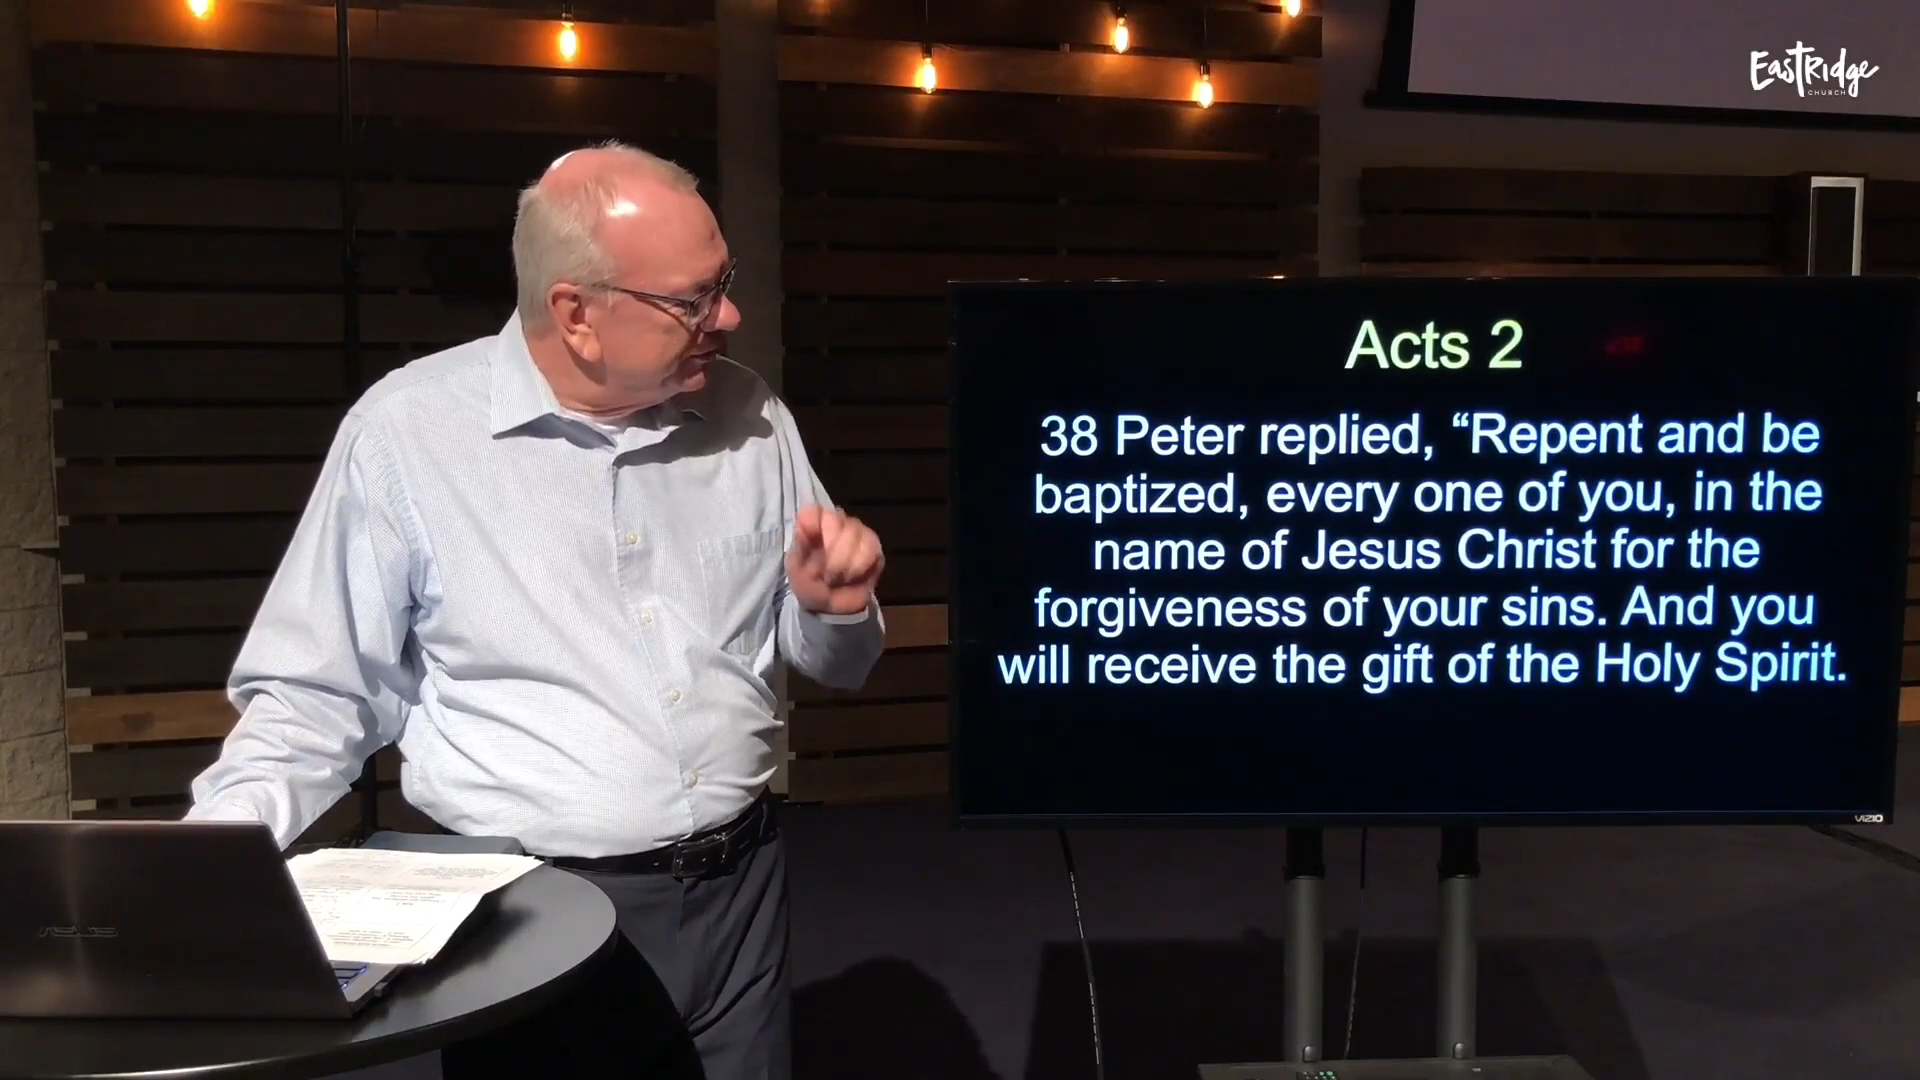 EastRidge
CHURCH
Acts 2
38 Peter replied, “Repent and be
baptized, every one of you, in the
name of Jesus Christ for the
forgiveness of your sins. And you
will receive the gift of the Holy Spirit.
VIZIO
ASUS